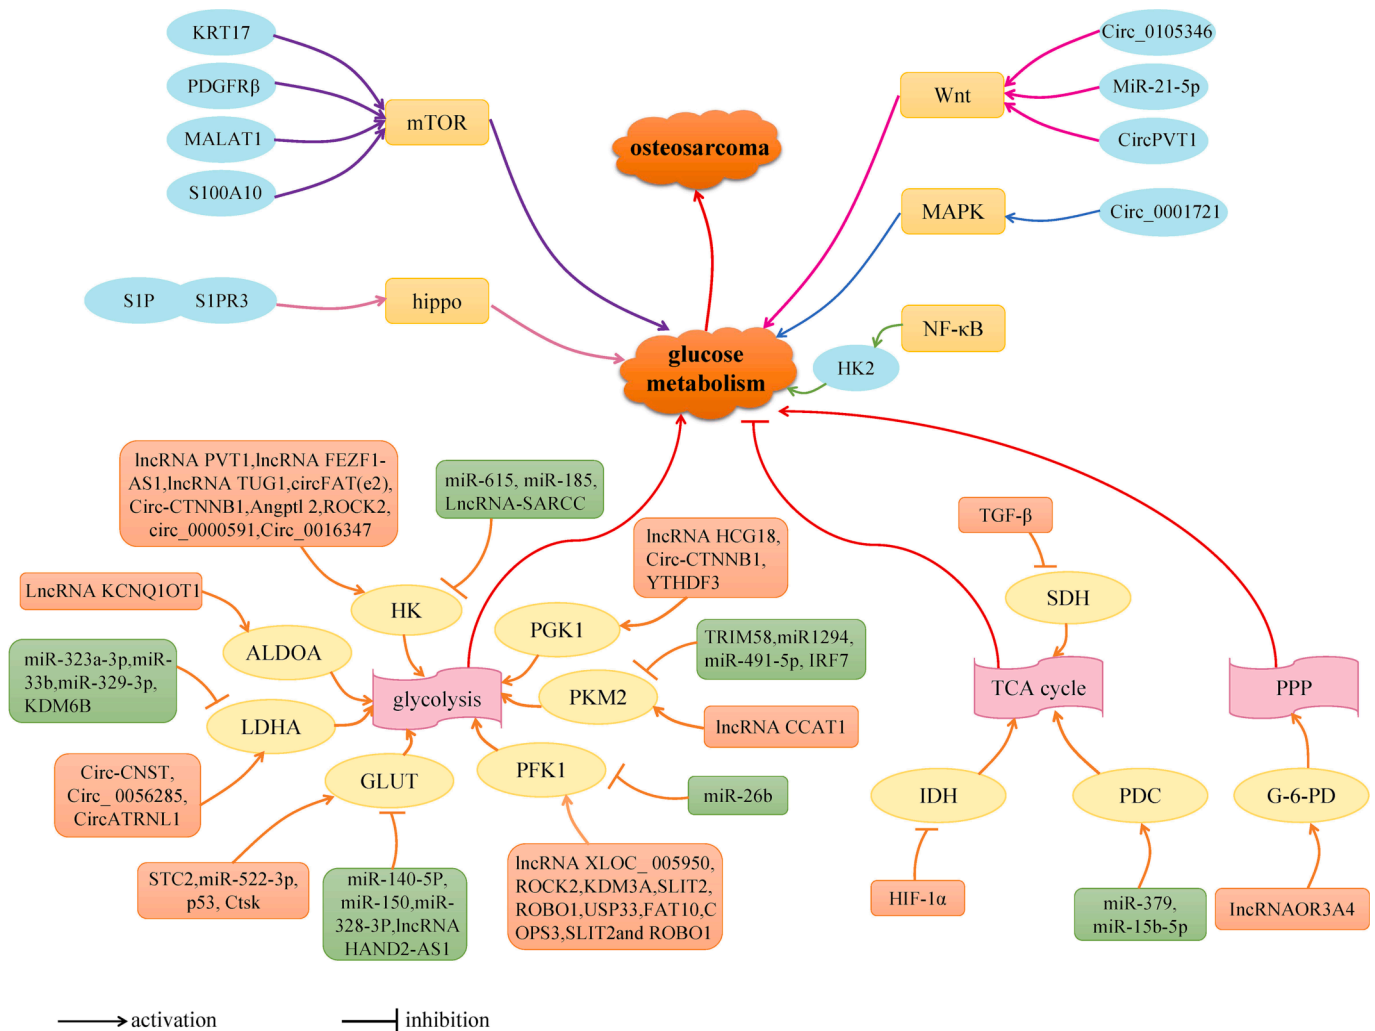 KRT17
PDGFRβ
MALAT1
S100A10
mTOR
S1P
S1PR3
hippo
osteosarcoma
Wnt
Circ_0105346
MiR-21-5p
CircPVT1
MAPK
Circ_0001721
NF-κB
HK2
glucose
metabolism
lncRNA PVT1,lncRNA FEZF1-
AS1,lncRNA TUG1,circFAT(e2),
Circ-CTNNB1,Angptl 2,ROCK2,
circ_0000591,Circ_0016347
miR-615, miR-185,
LncRNA-SARCC
lncRNA HCG18,
Circ-CTNNB1,
YTHDF3
TGF-β
LncRNA KCNQ1OT1
HK
PGK1
SDH
ALDOA
TRIM58,miR1294,
miR-491-5p, IRF7
miR-323a-3p,miR-
33b,miR-329-3p,
KDM6B
glycolysis
PKM2
TCA cycle
PPP
LDHA
lncRNA CCAT1
Circ-CNST,
Circ_ 0056285,
CircATRNL1
GLUT
PFK1
miR-26b
IDH
PDC
G-6-PD
STC2,miR-522-3p,
p53, Ctsk
miR-140-5P,
miR-150,miR-
328-3P,lncRNA
HAND2-AS1
lncRNA XLOC_ 005950,
ROCK2,KDM3A,SLIT2,
ROBO1,USP33,FAT10,C
OPS3,SLIT2and ROBO1
HIF-1α
miR-379,
miR-15b-5p
lncRNAOR3A4
activation
inhibition